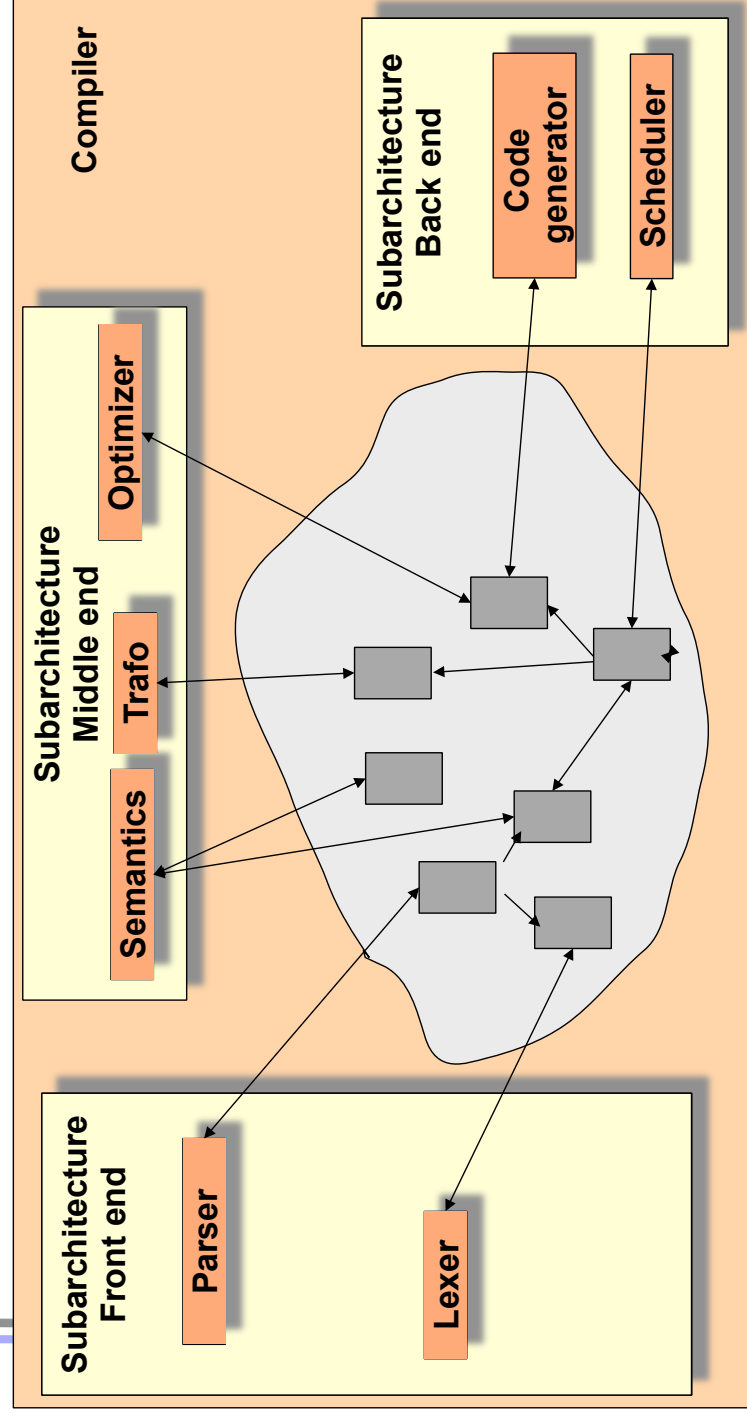 Compiler
Subarchitecture
Front end
Parser
Lexer
Subarchitecture
Middle end
Semantics
Trafo
Optimizer
Subarchitecture
Back end
Code
generator
Scheduler